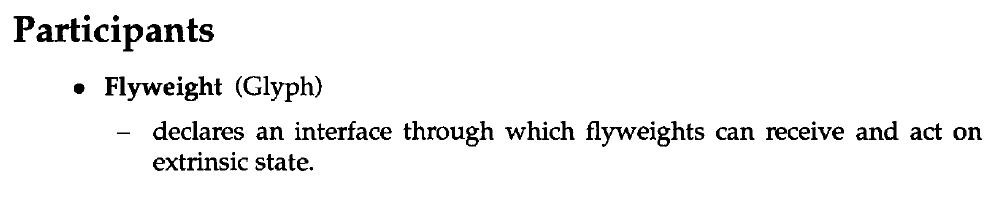 Participants
• Flyweight (Glyph)
– declares an interface through which flyweights can receive and act on
extrinsic state.